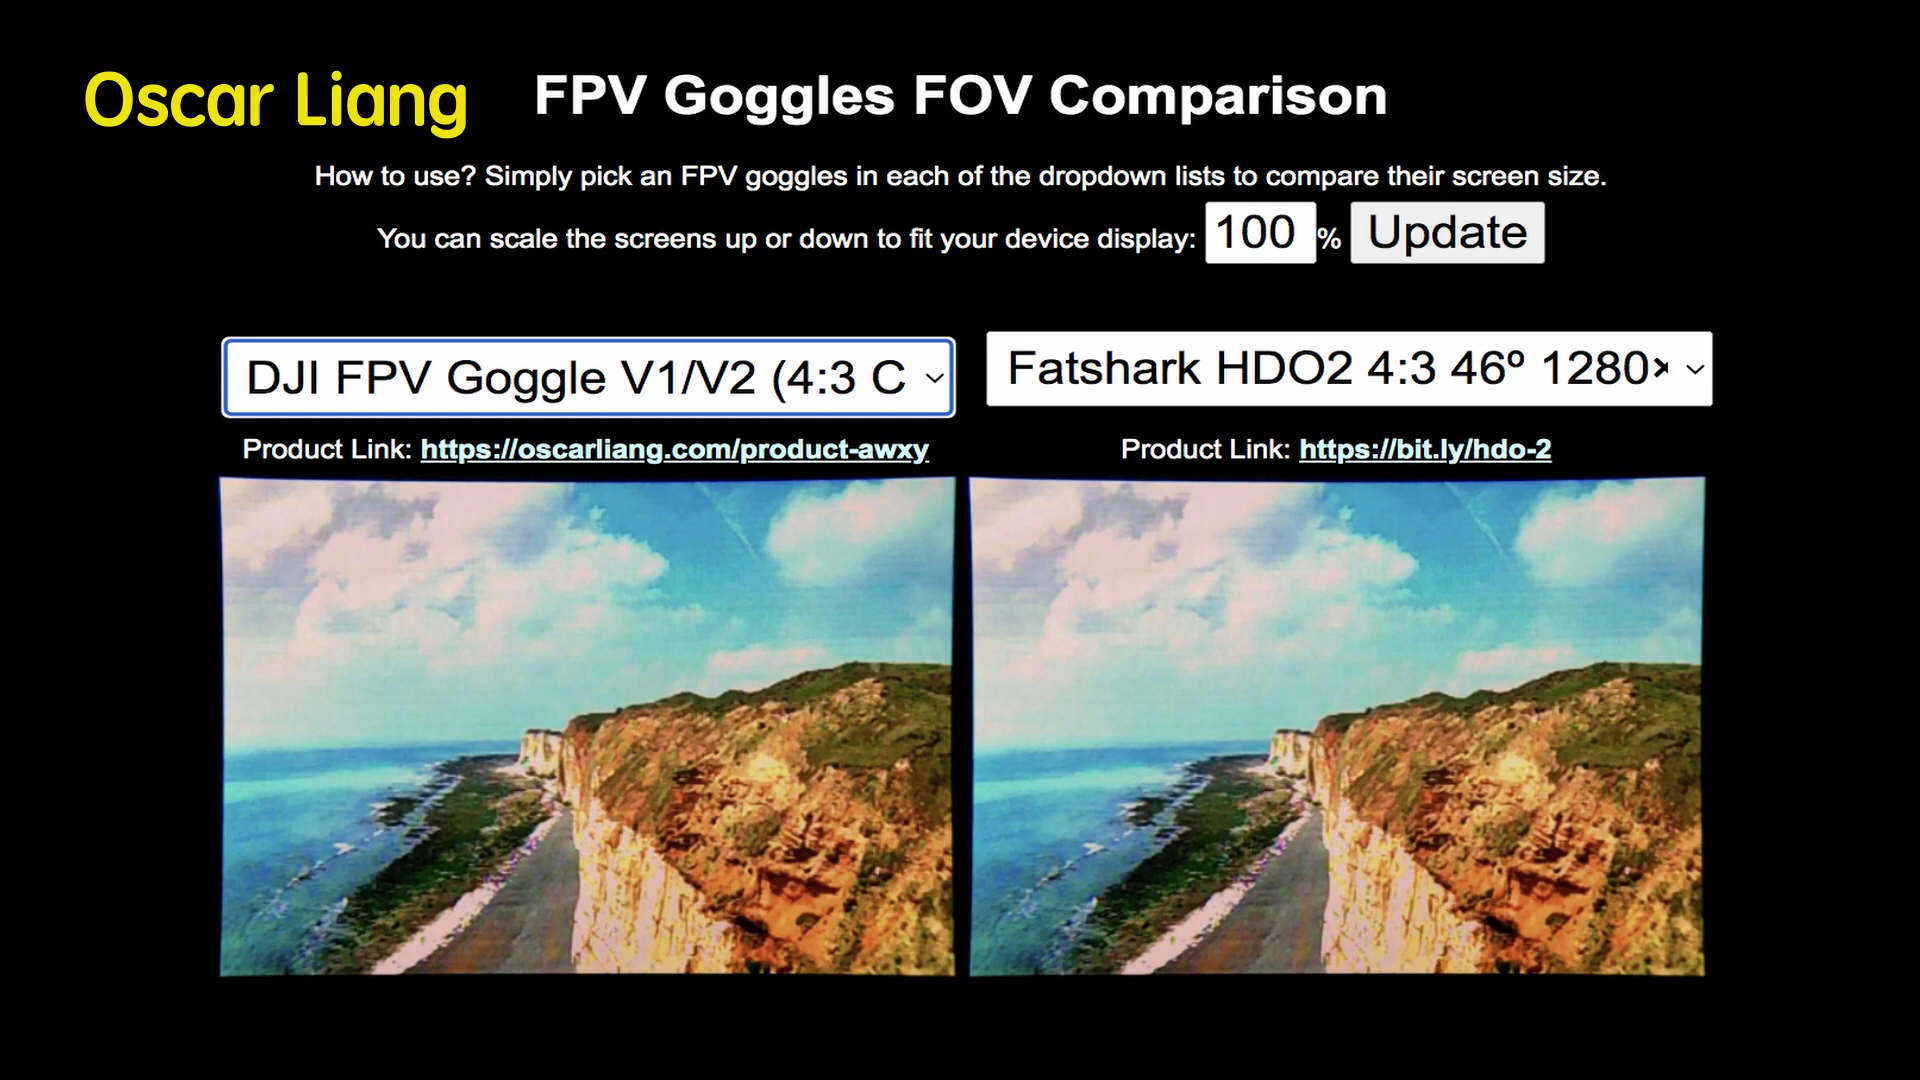 Oscar Liang
FPV Goggles FOV Comparison
How to use? Simply pick an FPV goggles in each of the dropdown lists to compare their screen size.
You can scale the screens up or down to fit your device display: 100 % Update
DJI FPV Goggle V1/V2 (4:3 C
Fatshark HDO2 4:3 46º 1280×
Product Link: https://oscarliang.com/product-awxy
Product Link: https://bit.ly/hdo-2